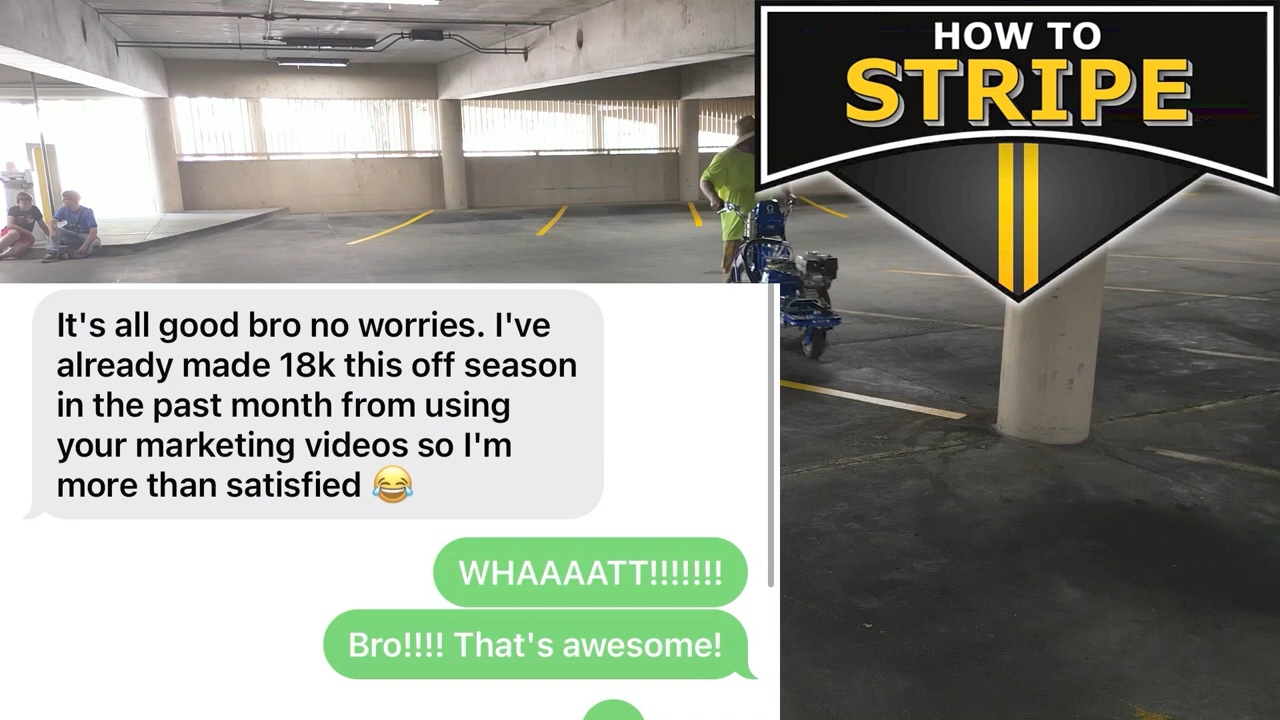 HOW TO
STRIPE
It's all good bro no worries. I've
already made 18k this off season
in the past month from using
your marketing videos so I'm
more than satisfied 😂
WHAAAATT!!!!!!!
Bro!!!! That's awesome!